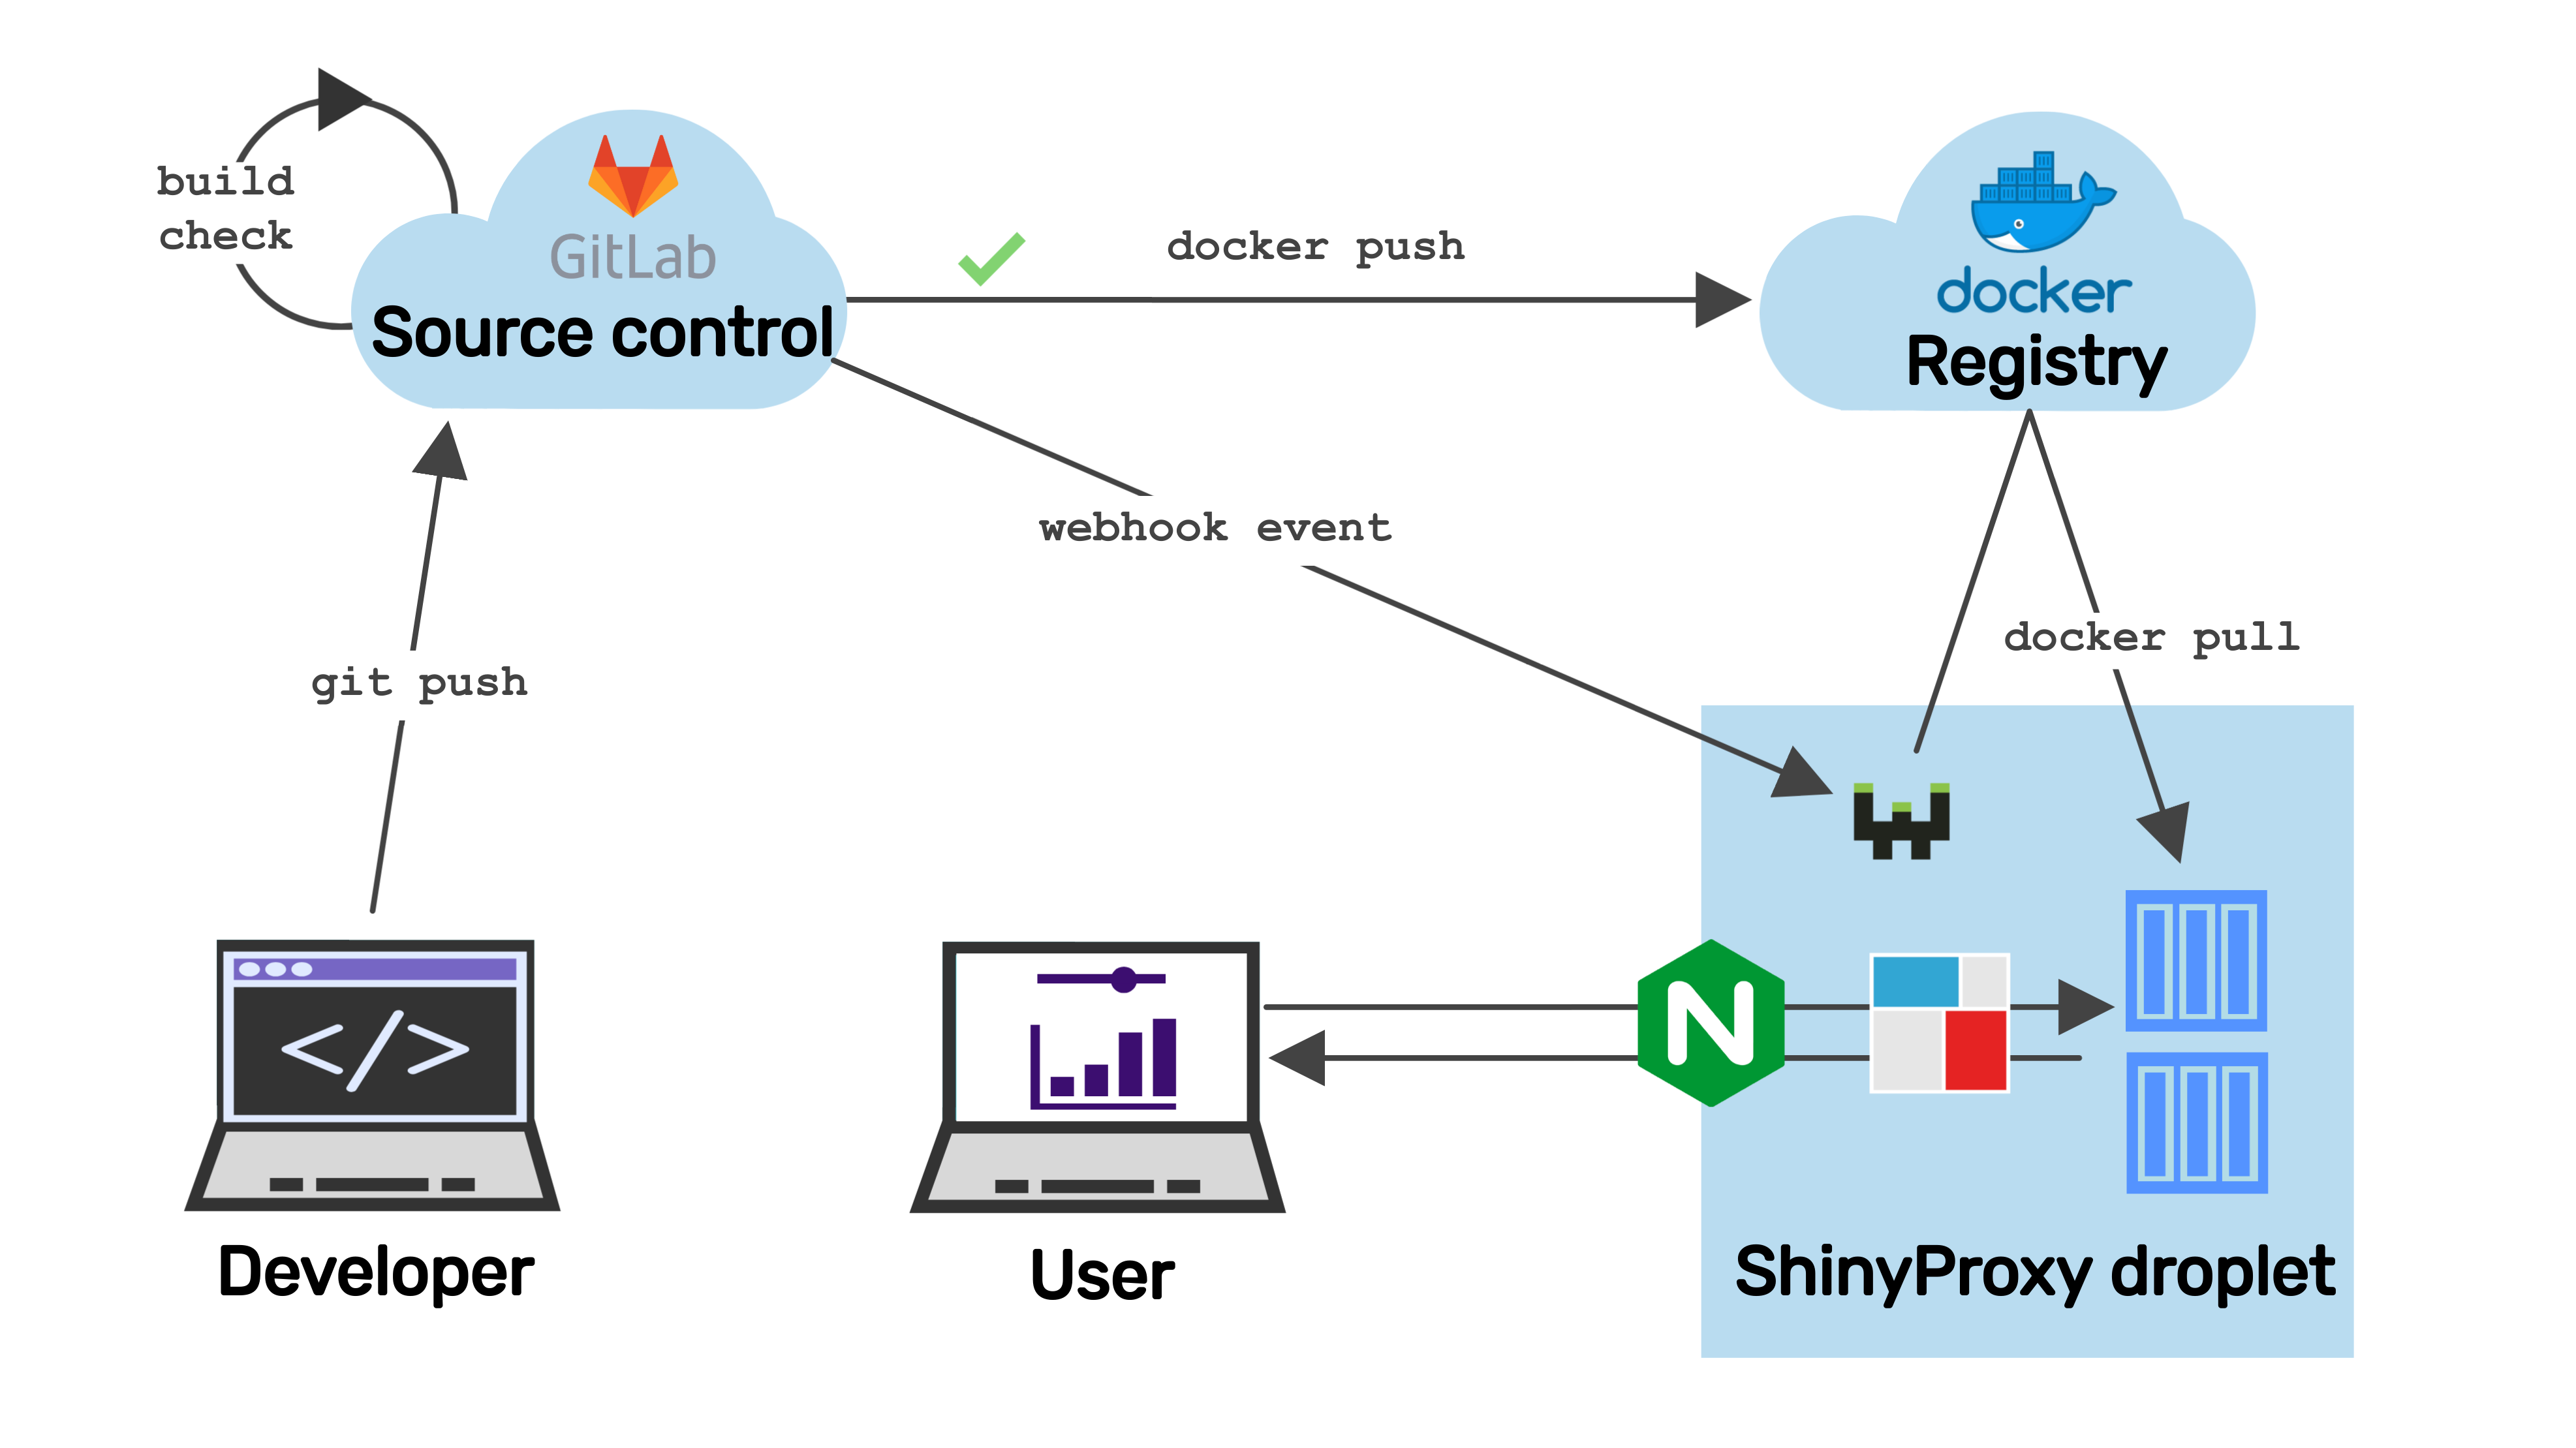 build
check
GitLab
Source control
docker push
docker
Registry
webhook event
docker pull
git push
</>
N
Developer
User
ShinyProxy droplet